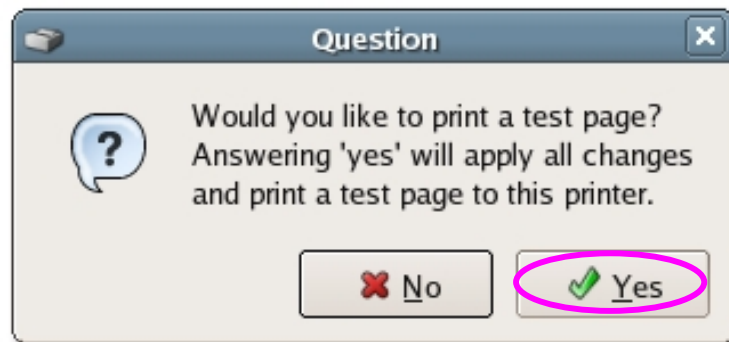 Question
Would you like to print a test page?
Answering 'yes' will apply all changes
and print a test page to this printer.
No
Yes